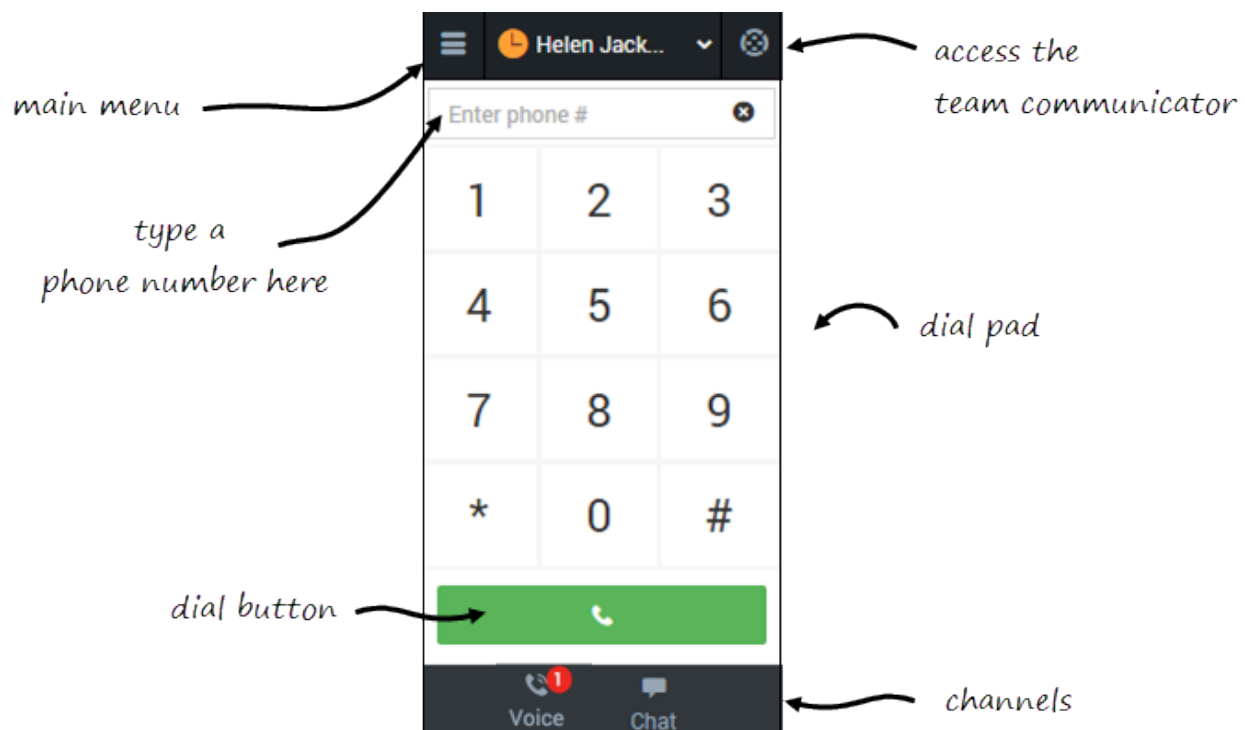 Helen Jack...
access the
team communicator
main menu
Enter phone #
1 2 3
type a
phone number here
4 5 6
dial pad
7 8 9
* 0 #
dial button
1
Voice Chat
channels